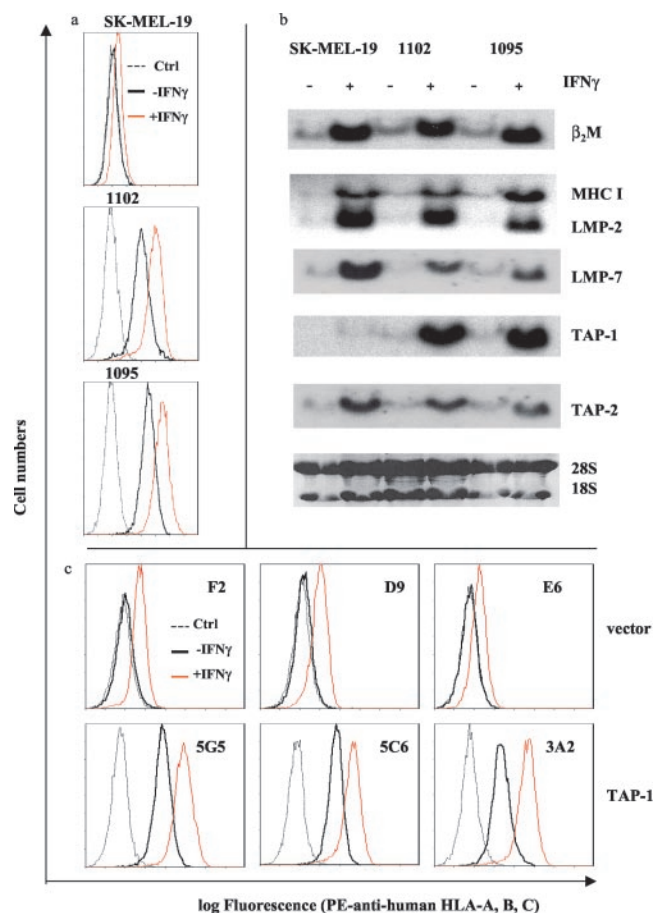 a
SK-MEL-19
Ctrl
-IFNγ
+IFNγ
1102
1095
Cell numbers
b
SK-MEL-19 1102 1095
- + - + - + IFNγ
β₂M
MHC I
LMP-2
LMP-7
TAP-1
TAP-2
28S
18S
c
F2 D9 E6 vector
Ctrl
-IFNγ
+IFNγ
5G5 5C6 3A2 TAP-1
log Fluorescence (PE-anti-human HLA-A, B, C)